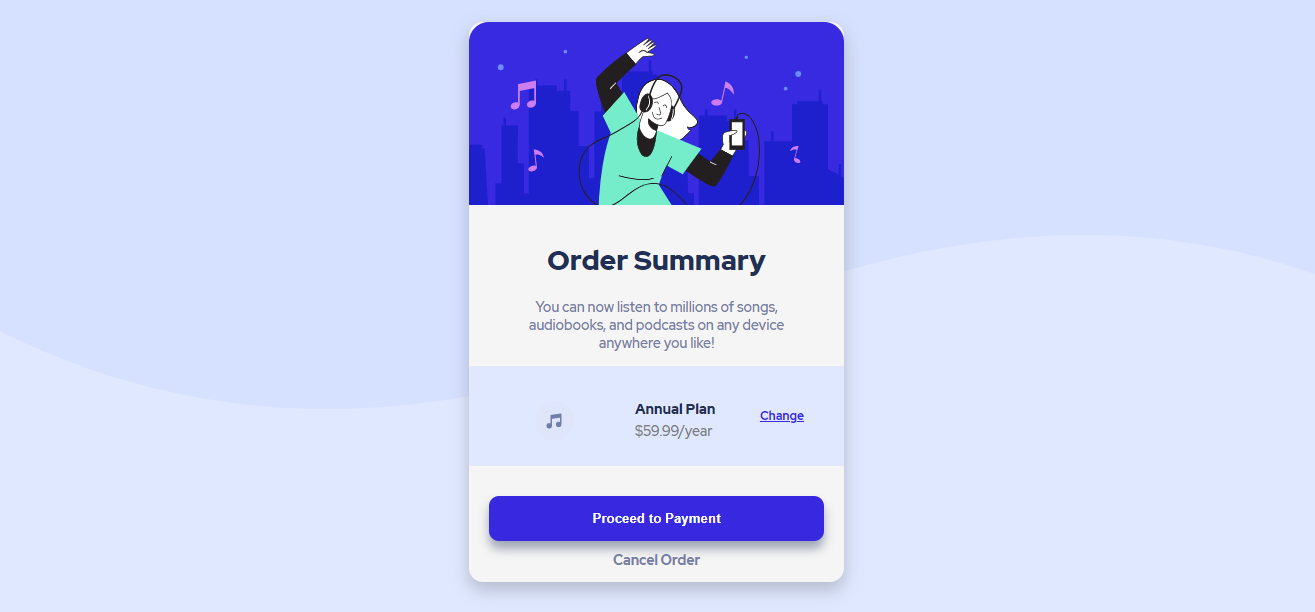 Order Summary
You can now listen to millions of songs,
audiobooks, and podcasts on any device
anywhere you like!
Annual Plan
$59.99/year
Change
Proceed to Payment
Cancel Order